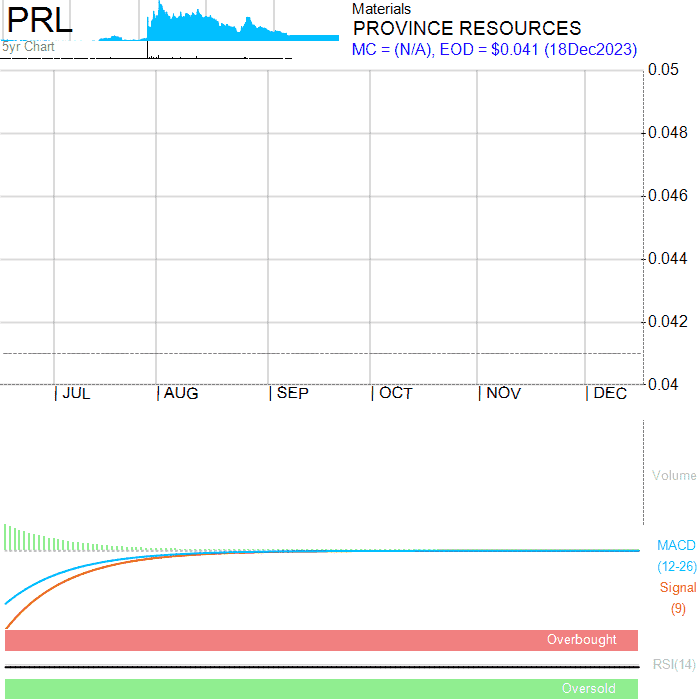 PRL
5yr Chart
Materials
PROVINCE RESOURCES
MC = (N/A), EOD = $0.041 (18Dec2023)
0.05
0.048
0.046
0.044
0.042
0.04
JUL
AUG
SEP
OCT
NOV
DEC
Volume
MACD
(12-26)
Signal
(9)
Overbought
RSI(14)
Oversold